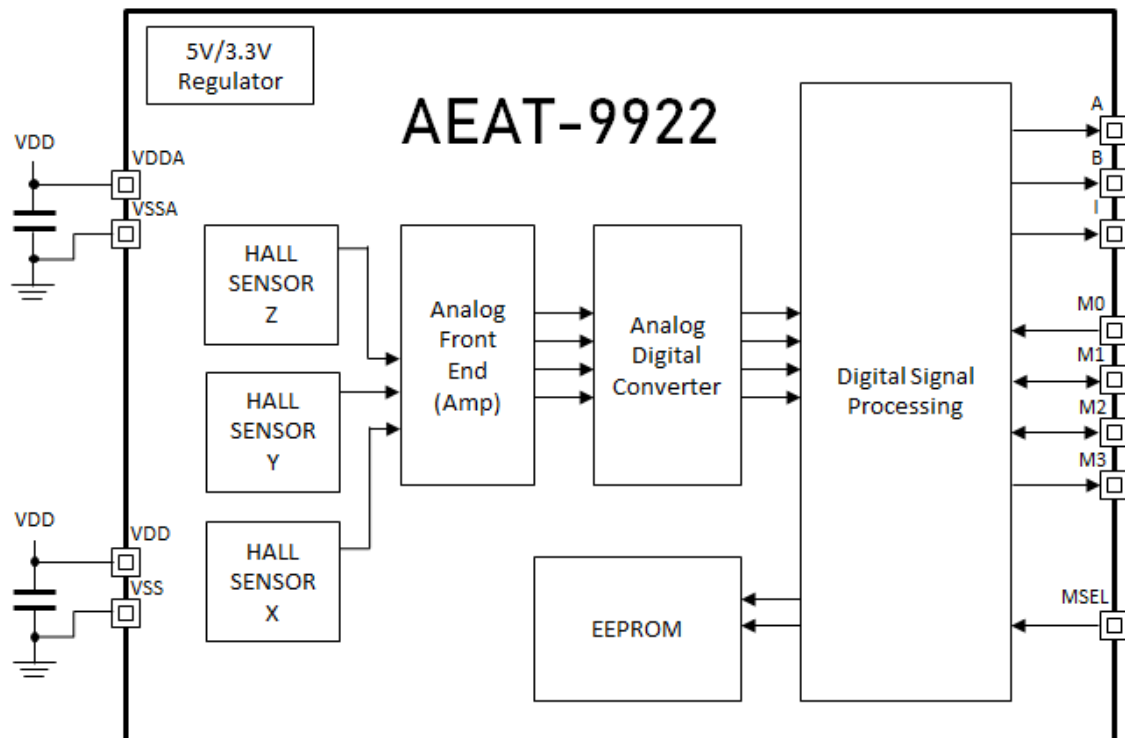 5V/3.3V
Regulator
AEAT-9922
VDD
VDDA
VSSA
HALL
SENSOR
Z
HALL
SENSOR
Y
HALL
SENSOR
X
VDD
VDD
VSS
Analog
Front
End
(Amp)
Analog
Digital
Converter
Digital Signal
Processing
EEPROM
A
B
I
M0
M1
M2
M3
MSEL